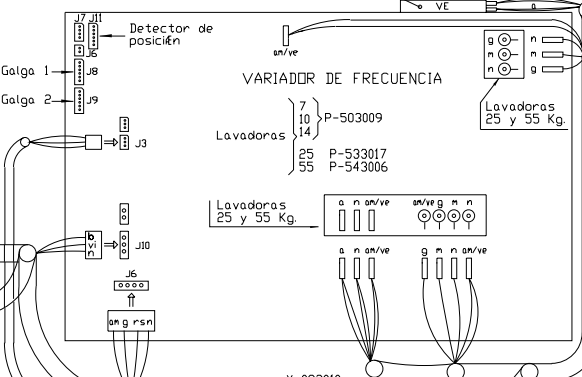 VE
a
J7 J11
Detector de
posición
J6
am/ve
g n
m m
n g
Galga 1
J8
Galga 2
J9
VARIADOR DE FRECUENCIA
Lavadoras
25 y 55 Kg.
Lavadoras
7
10
14
P-503009
25 P-533017
55 P-543006
J3
Lavadoras
25 y 55 Kg.
a n am/ve am/ve g m n
b
vi
n
J10
a n am/ve g m n am/ve
J6
am g r s n